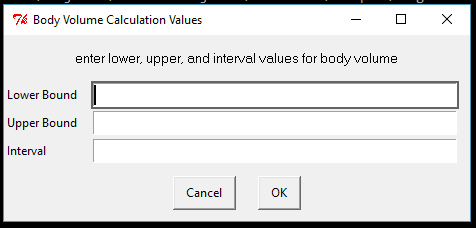 Body Volume Calculation Values
enter lower, upper, and interval values for body volume
Lower Bound
Upper Bound
Interval
Cancel OK